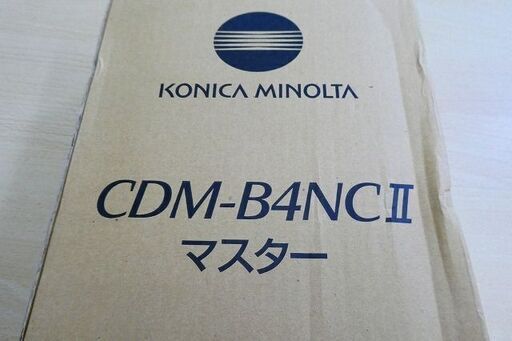 KONICA MINOLTA
CDM-B4NCⅡ
マスター